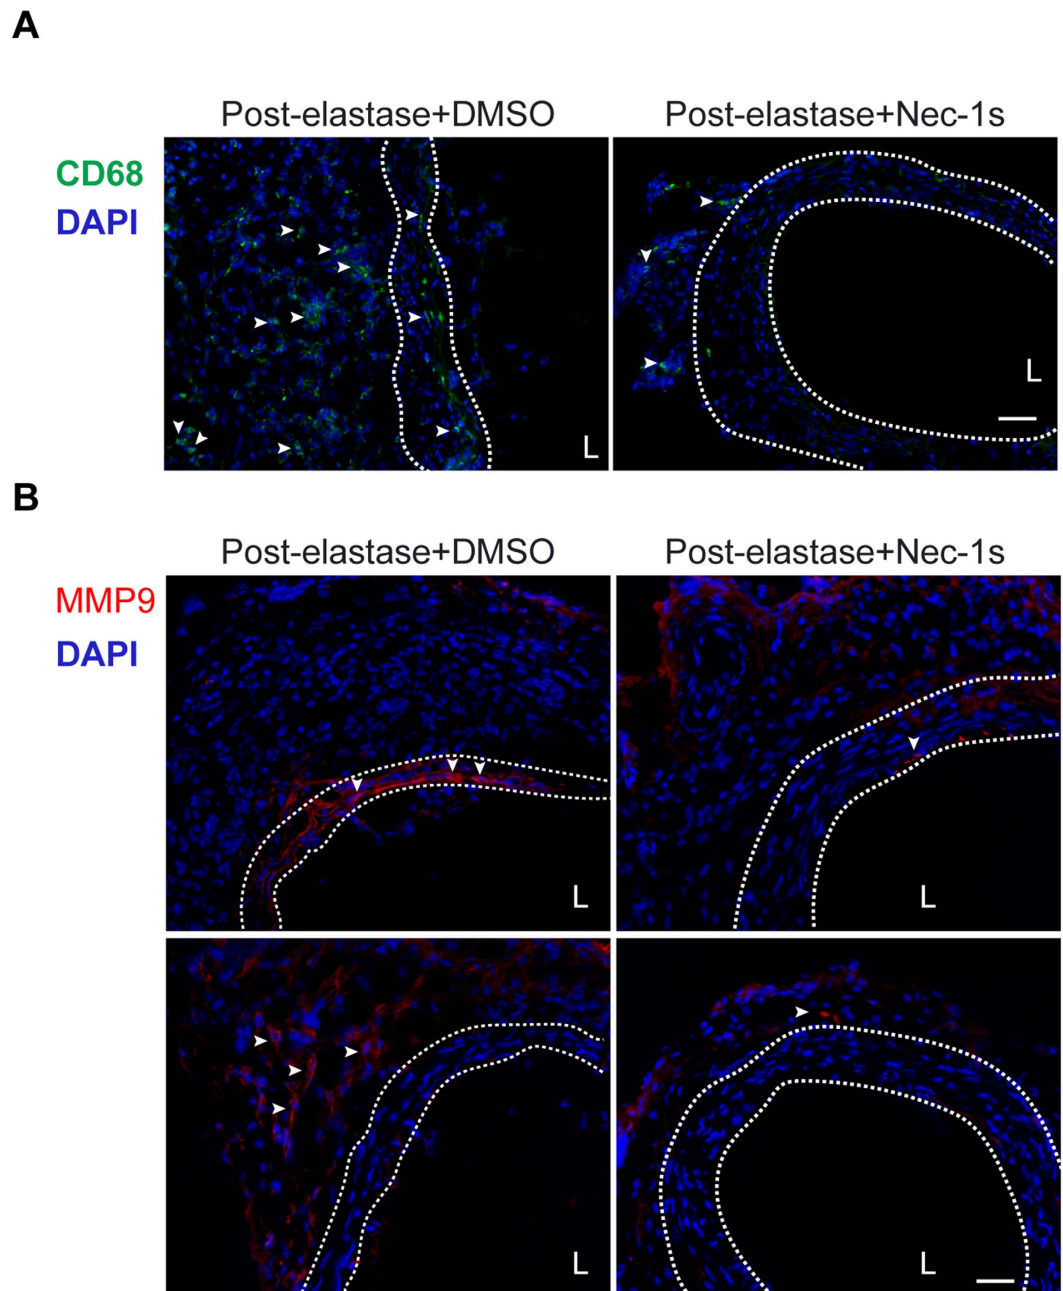 A
Post-elastase+DMSO
Post-elastase+Nec-1s
CD68
DAPI
L
L
B
Post-elastase+DMSO
Post-elastase+Nec-1s
MMP9
DAPI
L
L
L
L